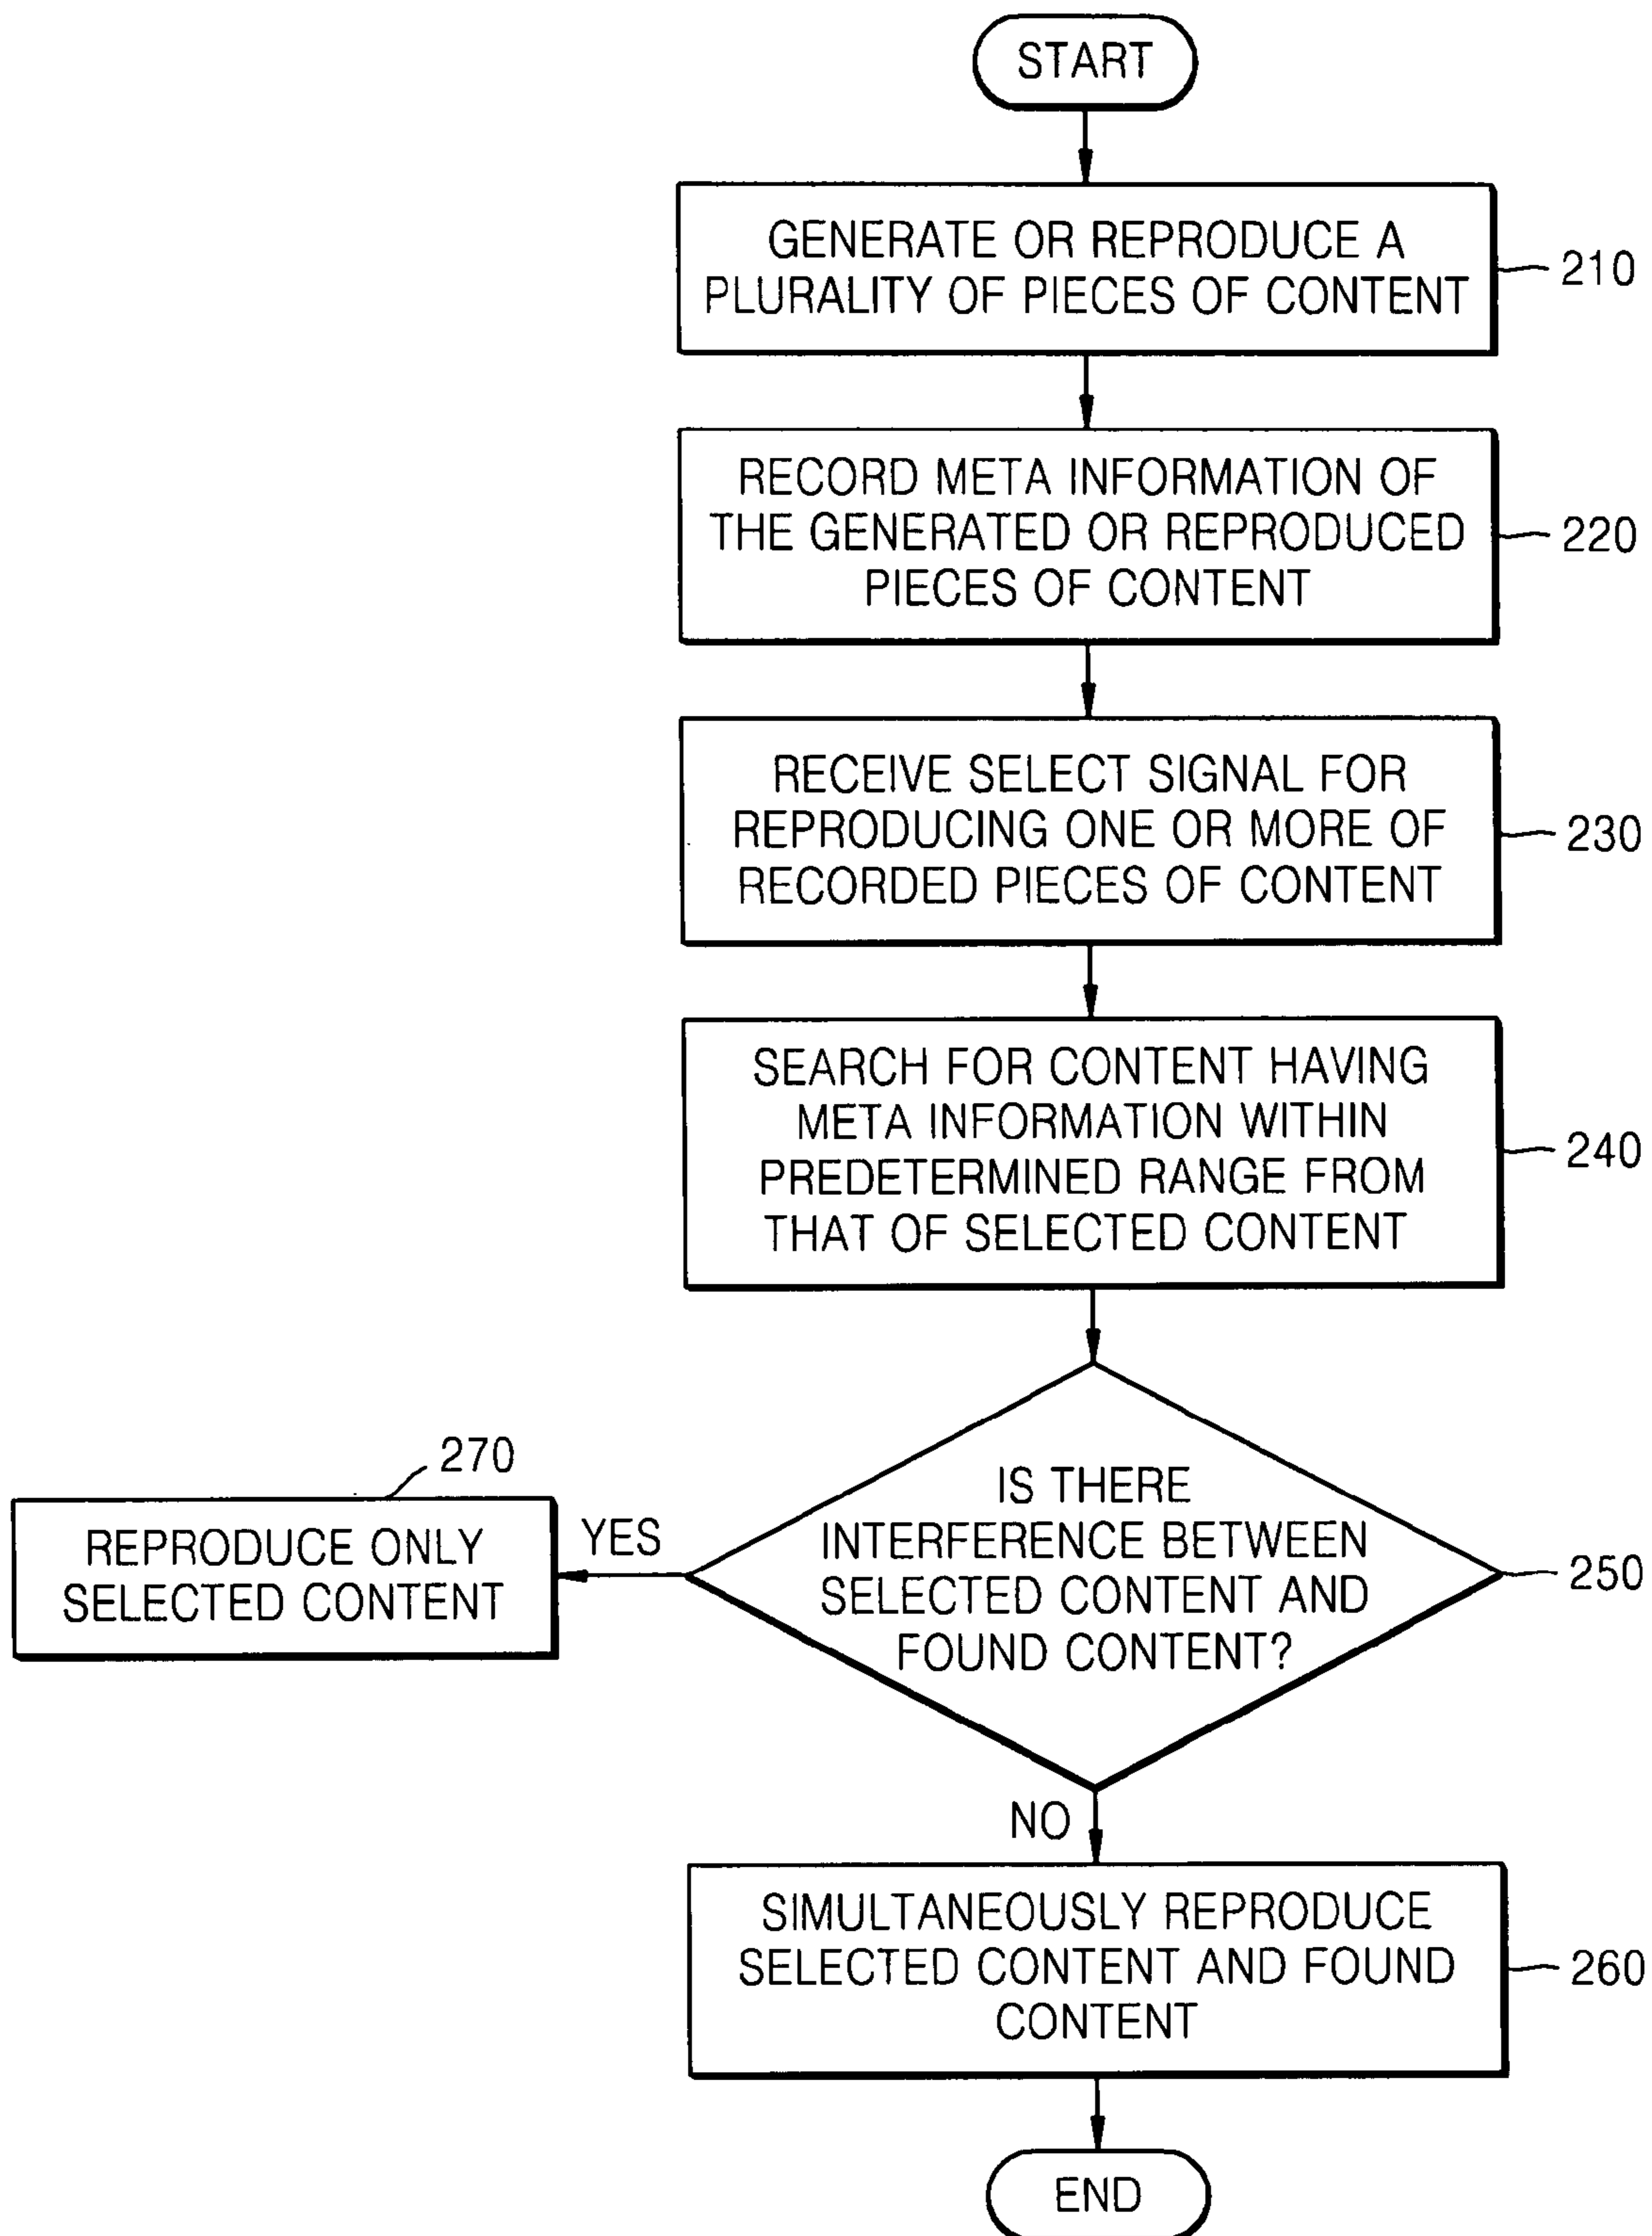 START
GENERATE OR REPRODUCE A
PLURALITY OF PIECES OF CONTENT
210
RECORD META INFORMATION OF
THE GENERATED OR REPRODUCED
PIECES OF CONTENT
220
RECEIVE SELECT SIGNAL FOR
REPRODUCING ONE OR MORE OF
RECORDED PIECES OF CONTENT
230
SEARCH FOR CONTENT HAVING
META INFORMATION WITHIN
PREDETERMINED RANGE FROM
THAT OF SELECTED CONTENT
240
IS THERE
INTERFERENCE BETWEEN
SELECTED CONTENT AND
FOUND CONTENT?
250
YES
270
REPRODUCE ONLY
SELECTED CONTENT
NO
SIMULTANEOUSLY REPRODUCE
SELECTED CONTENT AND FOUND
CONTENT
260
END